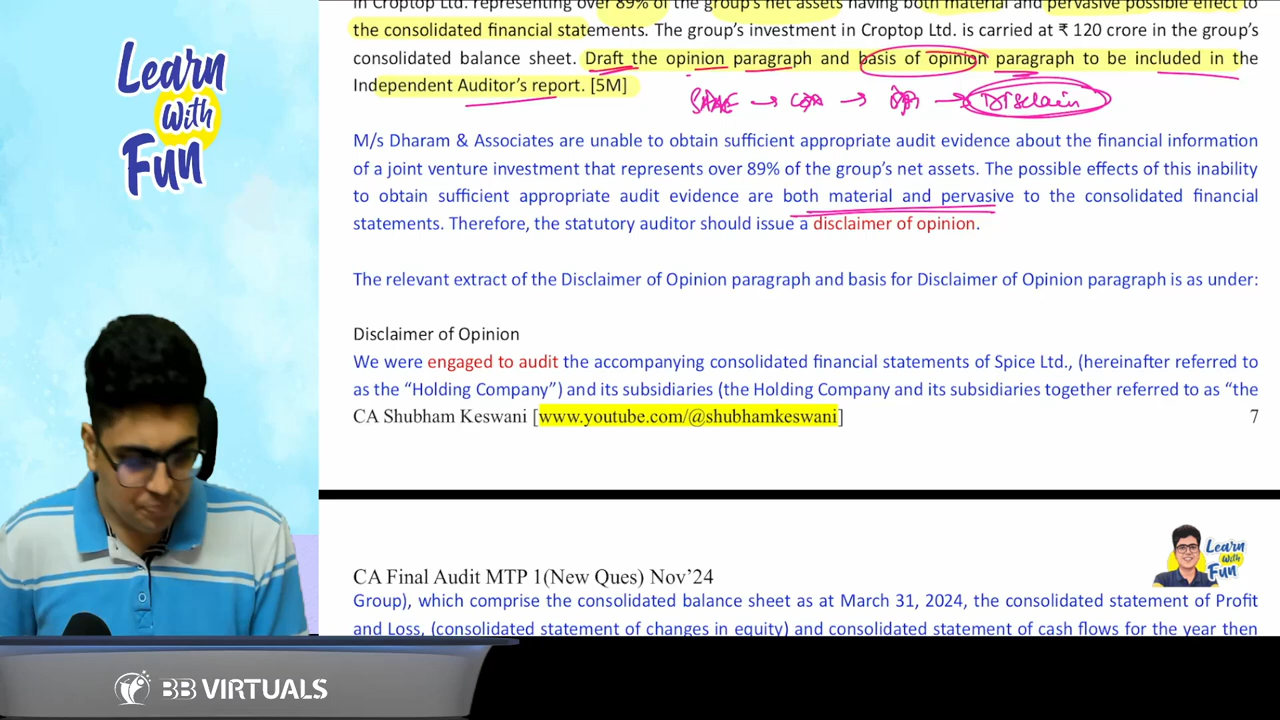 Learn
With
Fun
in Croptop Ltd. representing over 89% of the group's net assets having both material and pervasive possible effect to
the consolidated financial statements. The group's investment in Croptop Ltd. is carried at ₹ 120 crore in the group's
consolidated balance sheet. Draft the opinion paragraph and basis of opinion paragraph to be included in the
Independent Auditor's report. [5M]
Disclaim
M/s Dharam & Associates are unable to obtain sufficient appropriate audit evidence about the financial information
of a joint venture investment that represents over 89% of the group's net assets. The possible effects of this inability
to obtain sufficient appropriate audit evidence are both material and pervasive to the consolidated financial
statements. Therefore, the statutory auditor should issue a disclaimer of opinion.
The relevant extract of the Disclaimer of Opinion paragraph and basis for Disclaimer of Opinion paragraph is as under:
Disclaimer of Opinion
We were engaged to audit the accompanying consolidated financial statements of Spice Ltd., (hereinafter referred to
as the “Holding Company”) and its subsidiaries (the Holding Company and its subsidiaries together referred to as “the
CA Shubham Keswani [www.youtube.com/@shubhamkeswani] 7
Learn
With
Fun
CA Final Audit MTP 1(New Ques) Nov'24
Group), which comprise the consolidated balance sheet as at March 31, 2024, the consolidated statement of Profit
and Loss, (consolidated statement of changes in equity) and consolidated statement of cash flows for the year then
BB VIRTUALS